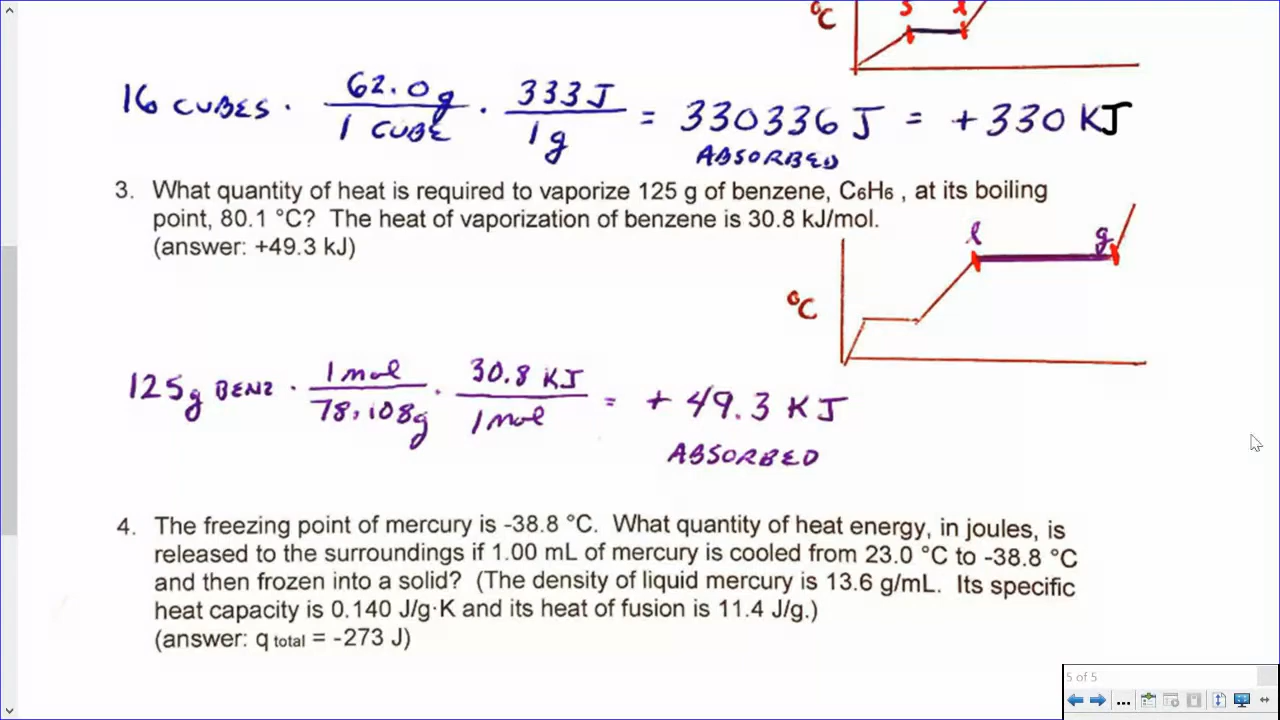 °C
s l
16 CUBES · 62.0g / 1 CUBE · 333J / 1g = 330336 J = +330 KJ
ABSORBED
3. What quantity of heat is required to vaporize 125 g of benzene, C6H6 , at its boiling
point, 80.1 °C? The heat of vaporization of benzene is 30.8 kJ/mol.
(answer: +49.3 kJ)
l g
°C
125g BENZ · 1 mol / 78.108g · 30.8 KJ / 1 mol = + 49.3 KJ
ABSORBED
4. The freezing point of mercury is -38.8 °C. What quantity of heat energy, in joules, is
released to the surroundings if 1.00 mL of mercury is cooled from 23.0 °C to -38.8 °C
and then frozen into a solid? (The density of liquid mercury is 13.6 g/mL. Its specific
heat capacity is 0.140 J/g·K and its heat of fusion is 11.4 J/g.)
(answer: q total = -273 J)
5 of 5